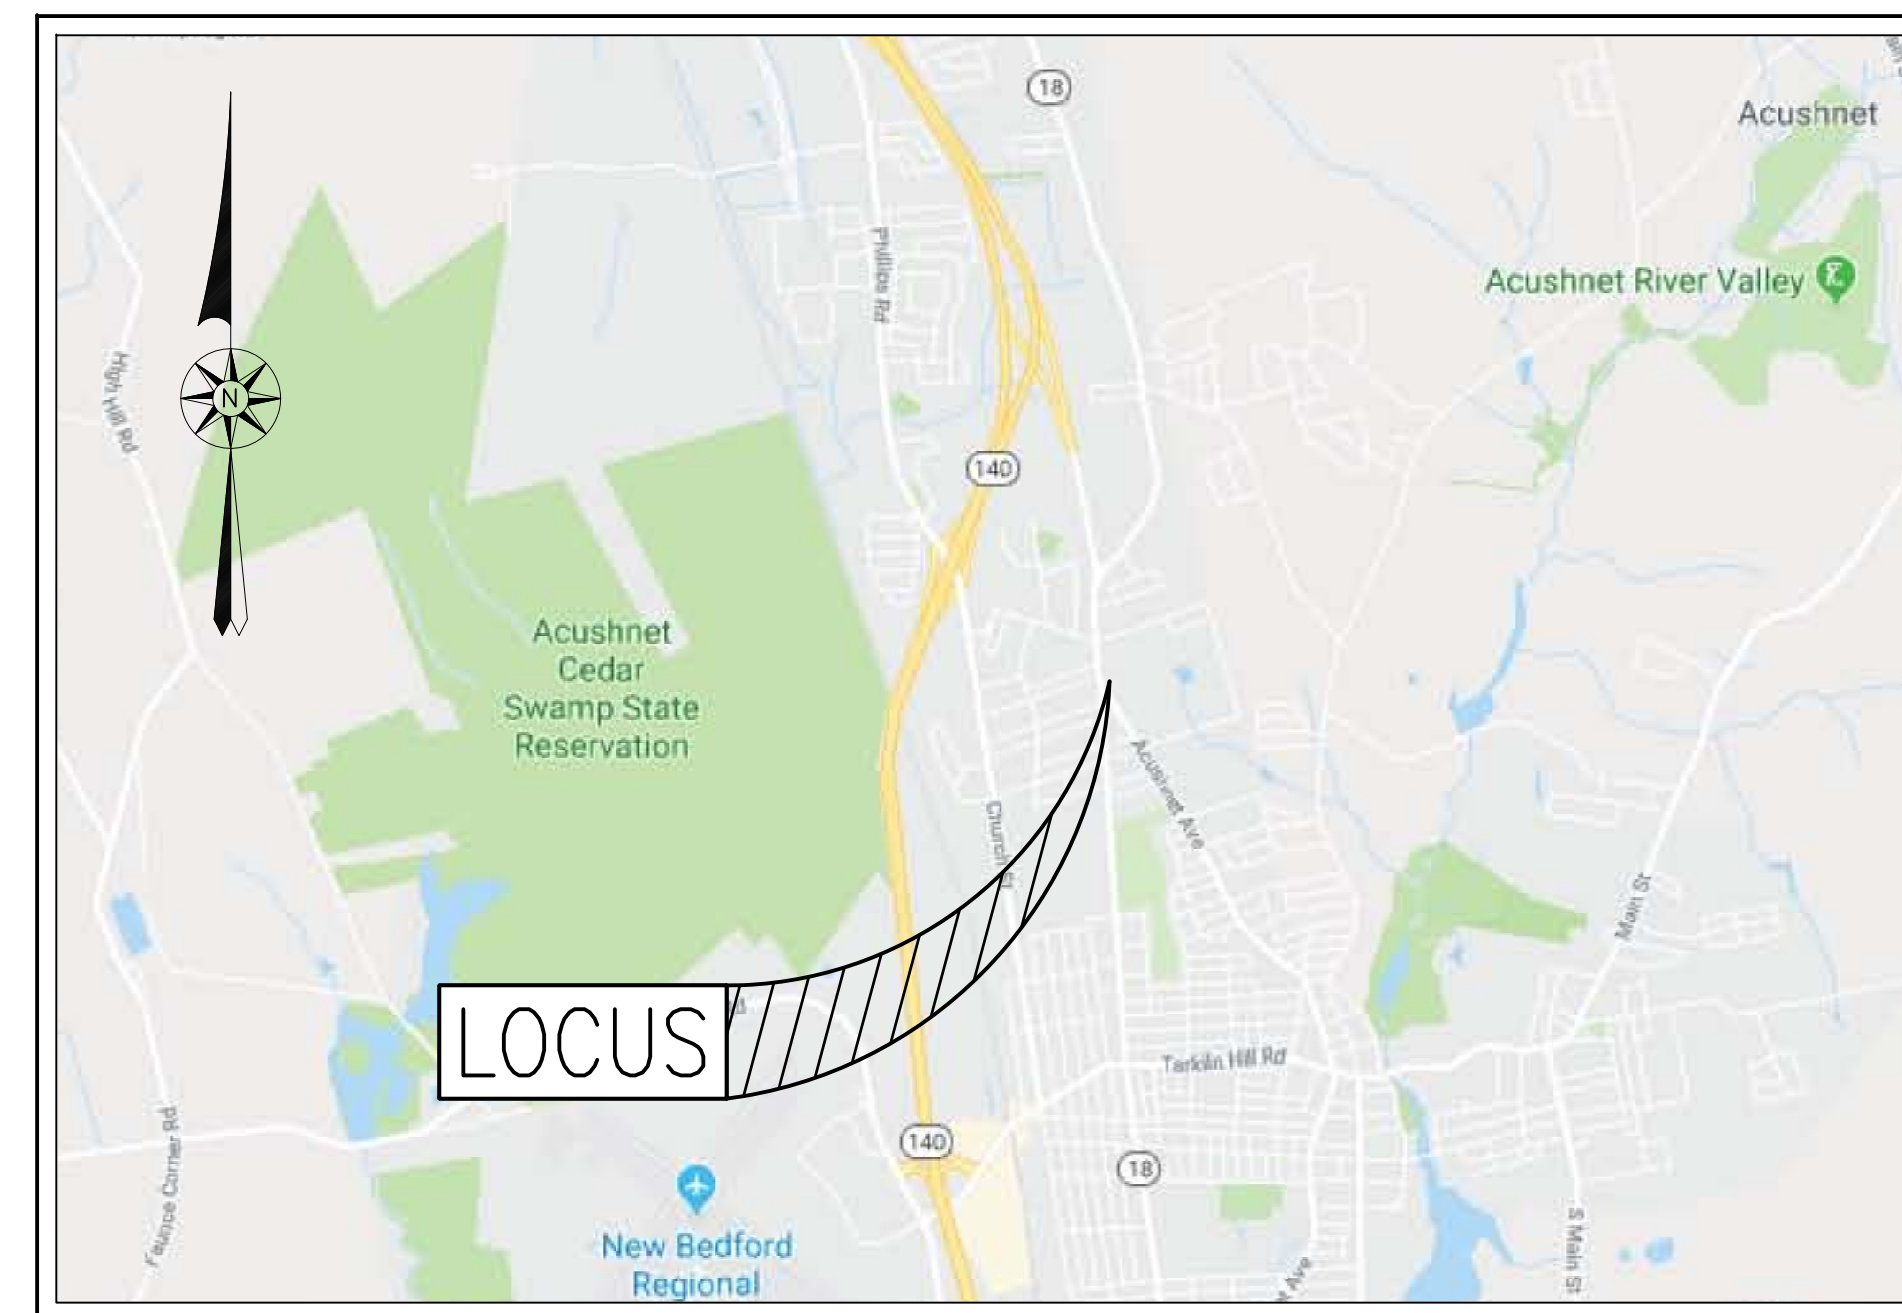 18
Acushnet
Phillips Rd
Acushnet River Valley
High Hill Rd
N
140
Acushnet
Cedar
Swamp State
Reservation
Acushnet Ave
Church
Main St
LOCUS
Tarkiln Hill Rd
140
18
Faunce Corner Rd
New Bedford
Regional
S Main St
Ave